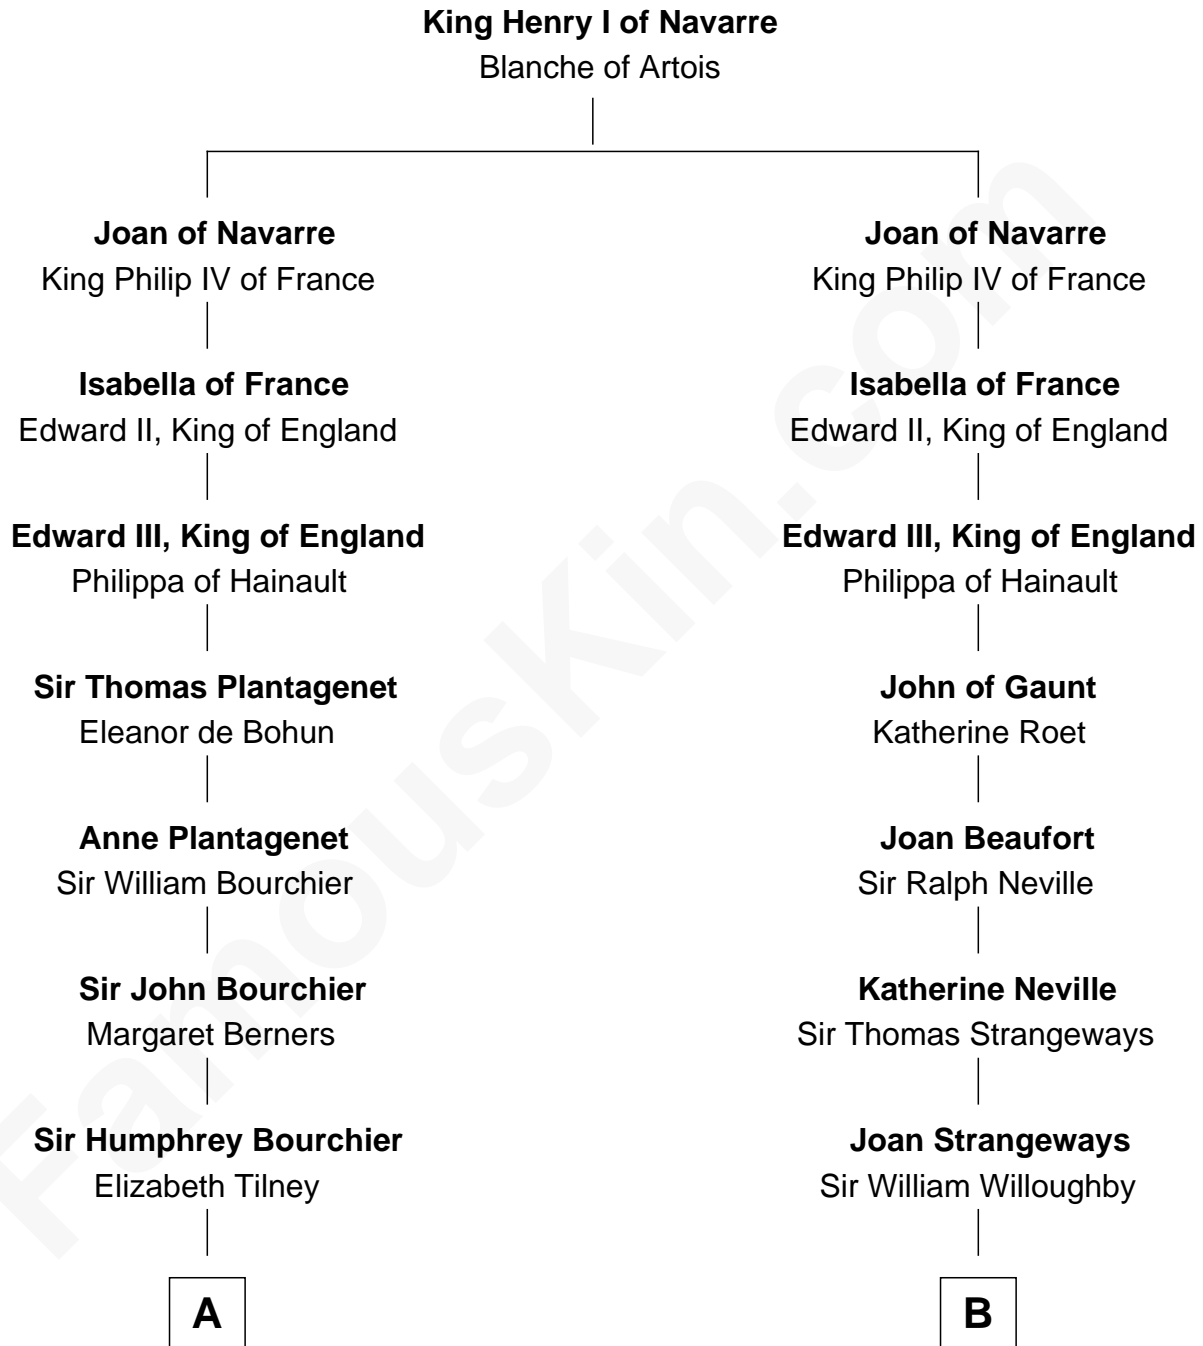 King Henry I of Navarre
Blanche of Artois
Joan of Navarre
King Philip IV of France
Isabella of France
Edward II, King of England
Edward III, King of England
Philippa of Hainault
Sir Thomas Plantagenet
Eleanor de Bohun
Anne Plantagenet
Sir William Bourchier
Sir John Bourchier
Margaret Berners
Sir Humphrey Bourchier
Elizabeth Tilney
A
Joan of Navarre
King Philip IV of France
Isabella of France
Edward II, King of England
Edward III, King of England
Philippa of Hainault
John of Gaunt
Katherine Roet
Joan Beaufort
Sir Ralph Neville
Katherine Neville
Sir Thomas Strangeways
Joan Strangeways
Sir William Willoughby
B
FamousKin.com